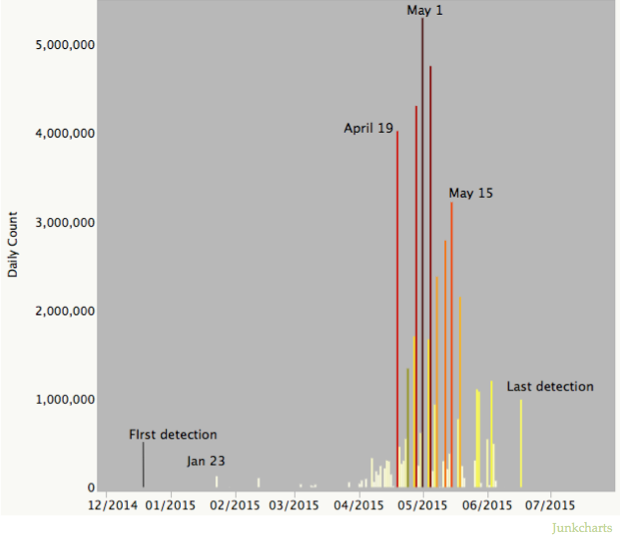 May 1
5,000,000
April 19
4,000,000
May 15
3,000,000
Daily Count
2,000,000
1,000,000
Last detection
FIrst detection
Jan 23
0
12/2014 01/2015 02/2015 03/2015 04/2015 05/2015 06/2015 07/2015
Junkcharts